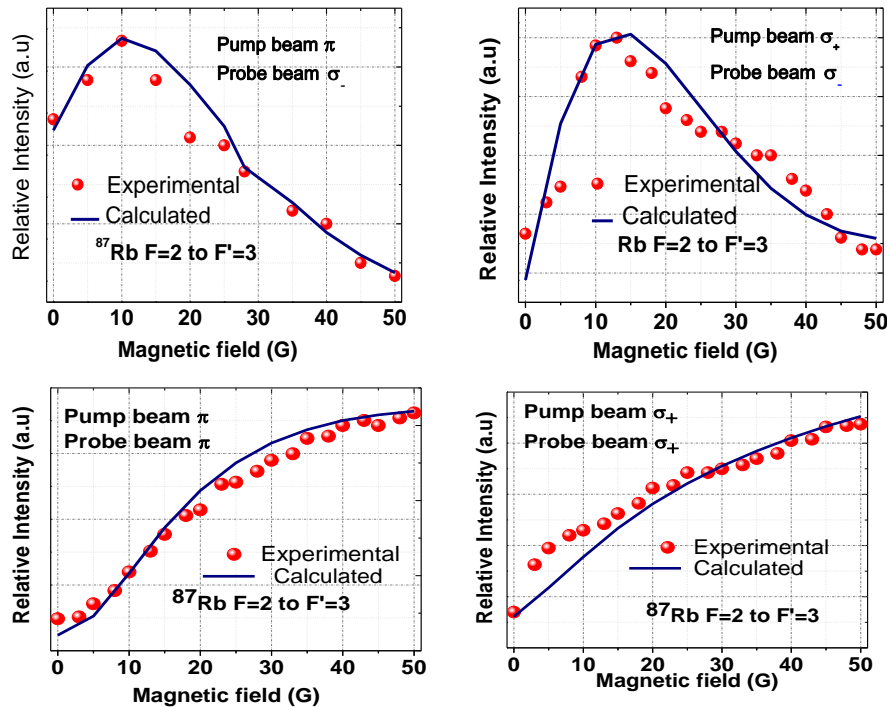 Pump beam π
Probe beam σ-
Relative Intensity (a.u)
Experimental
Calculated
⁸⁷Rb F=2 to F'=3
0 10 20 30 40 50
Magnetic field (G)
Pump beam σ+
Probe beam σ-
Relative Intensity (a.u)
Experimental
Calculated
Rb F=2 to F'=3
0 10 20 30 40 50
Magnetic field (G)
Pump beam π
Probe beam π
Relative Intensity (a.u)
Experimental
Calculated
⁸⁷Rb F=2 to F'=3
0 10 20 30 40 50
Magnetic field (G)
Pump beam σ+
Probe beam σ+
Relative Intensity (a.u)
Experimental
Calculated
⁸⁷Rb F=2 to F'=3
0 10 20 30 40 50
Magnetic field (G)